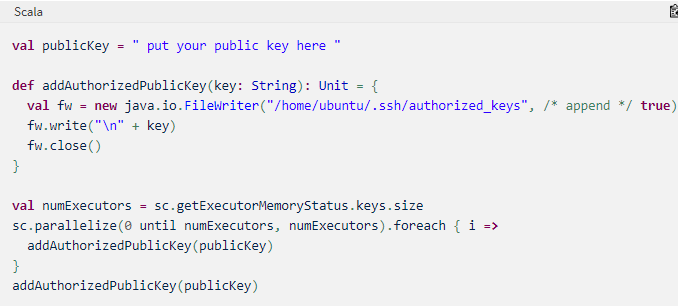 Scala
val publicKey = " put your public key here "
def addAuthorizedPublicKey(key: String): Unit = {
  val fw = new java.io.FileWriter("/home/ubuntu/.ssh/authorized_keys", /* append */ true)
  fw.write("\n" + key)
  fw.close()
}
val numExecutors = sc.getExecutorMemoryStatus.keys.size
sc.parallelize(0 until numExecutors, numExecutors).foreach { i =>
  addAuthorizedPublicKey(publicKey)
}
addAuthorizedPublicKey(publicKey)